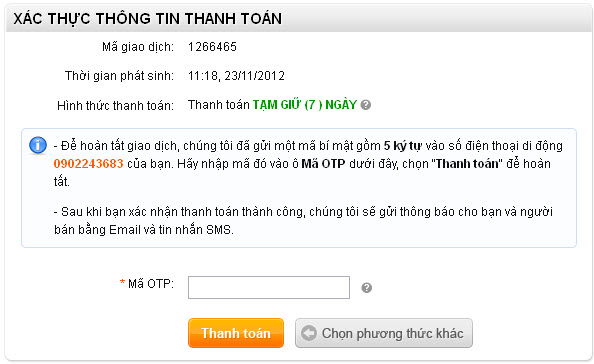 XÁC THỰC THÔNG TIN THANH TOÁN
Mã giao dịch: 1266465
Thời gian phát sinh: 11:18, 23/11/2012
Hình thức thanh toán: Thanh toán TẠM GIỮ (7 ) NGÀY ?
i - Để hoàn tất giao dịch, chúng tôi đã gửi một mã bí mật gồm 5 ký tự vào số điện thoại di động
0902243683 của bạn. Hãy nhập mã đó vào ô Mã OTP dưới đây, chọn "Thanh toán" để hoàn
tất.
- Sau khi bạn xác nhận thanh toán thành công, chúng tôi sẽ gửi thông báo cho bạn và người
bán bằng Email và tin nhắn SMS.
* Mã OTP: ?
Thanh toán Chọn phương thức khác